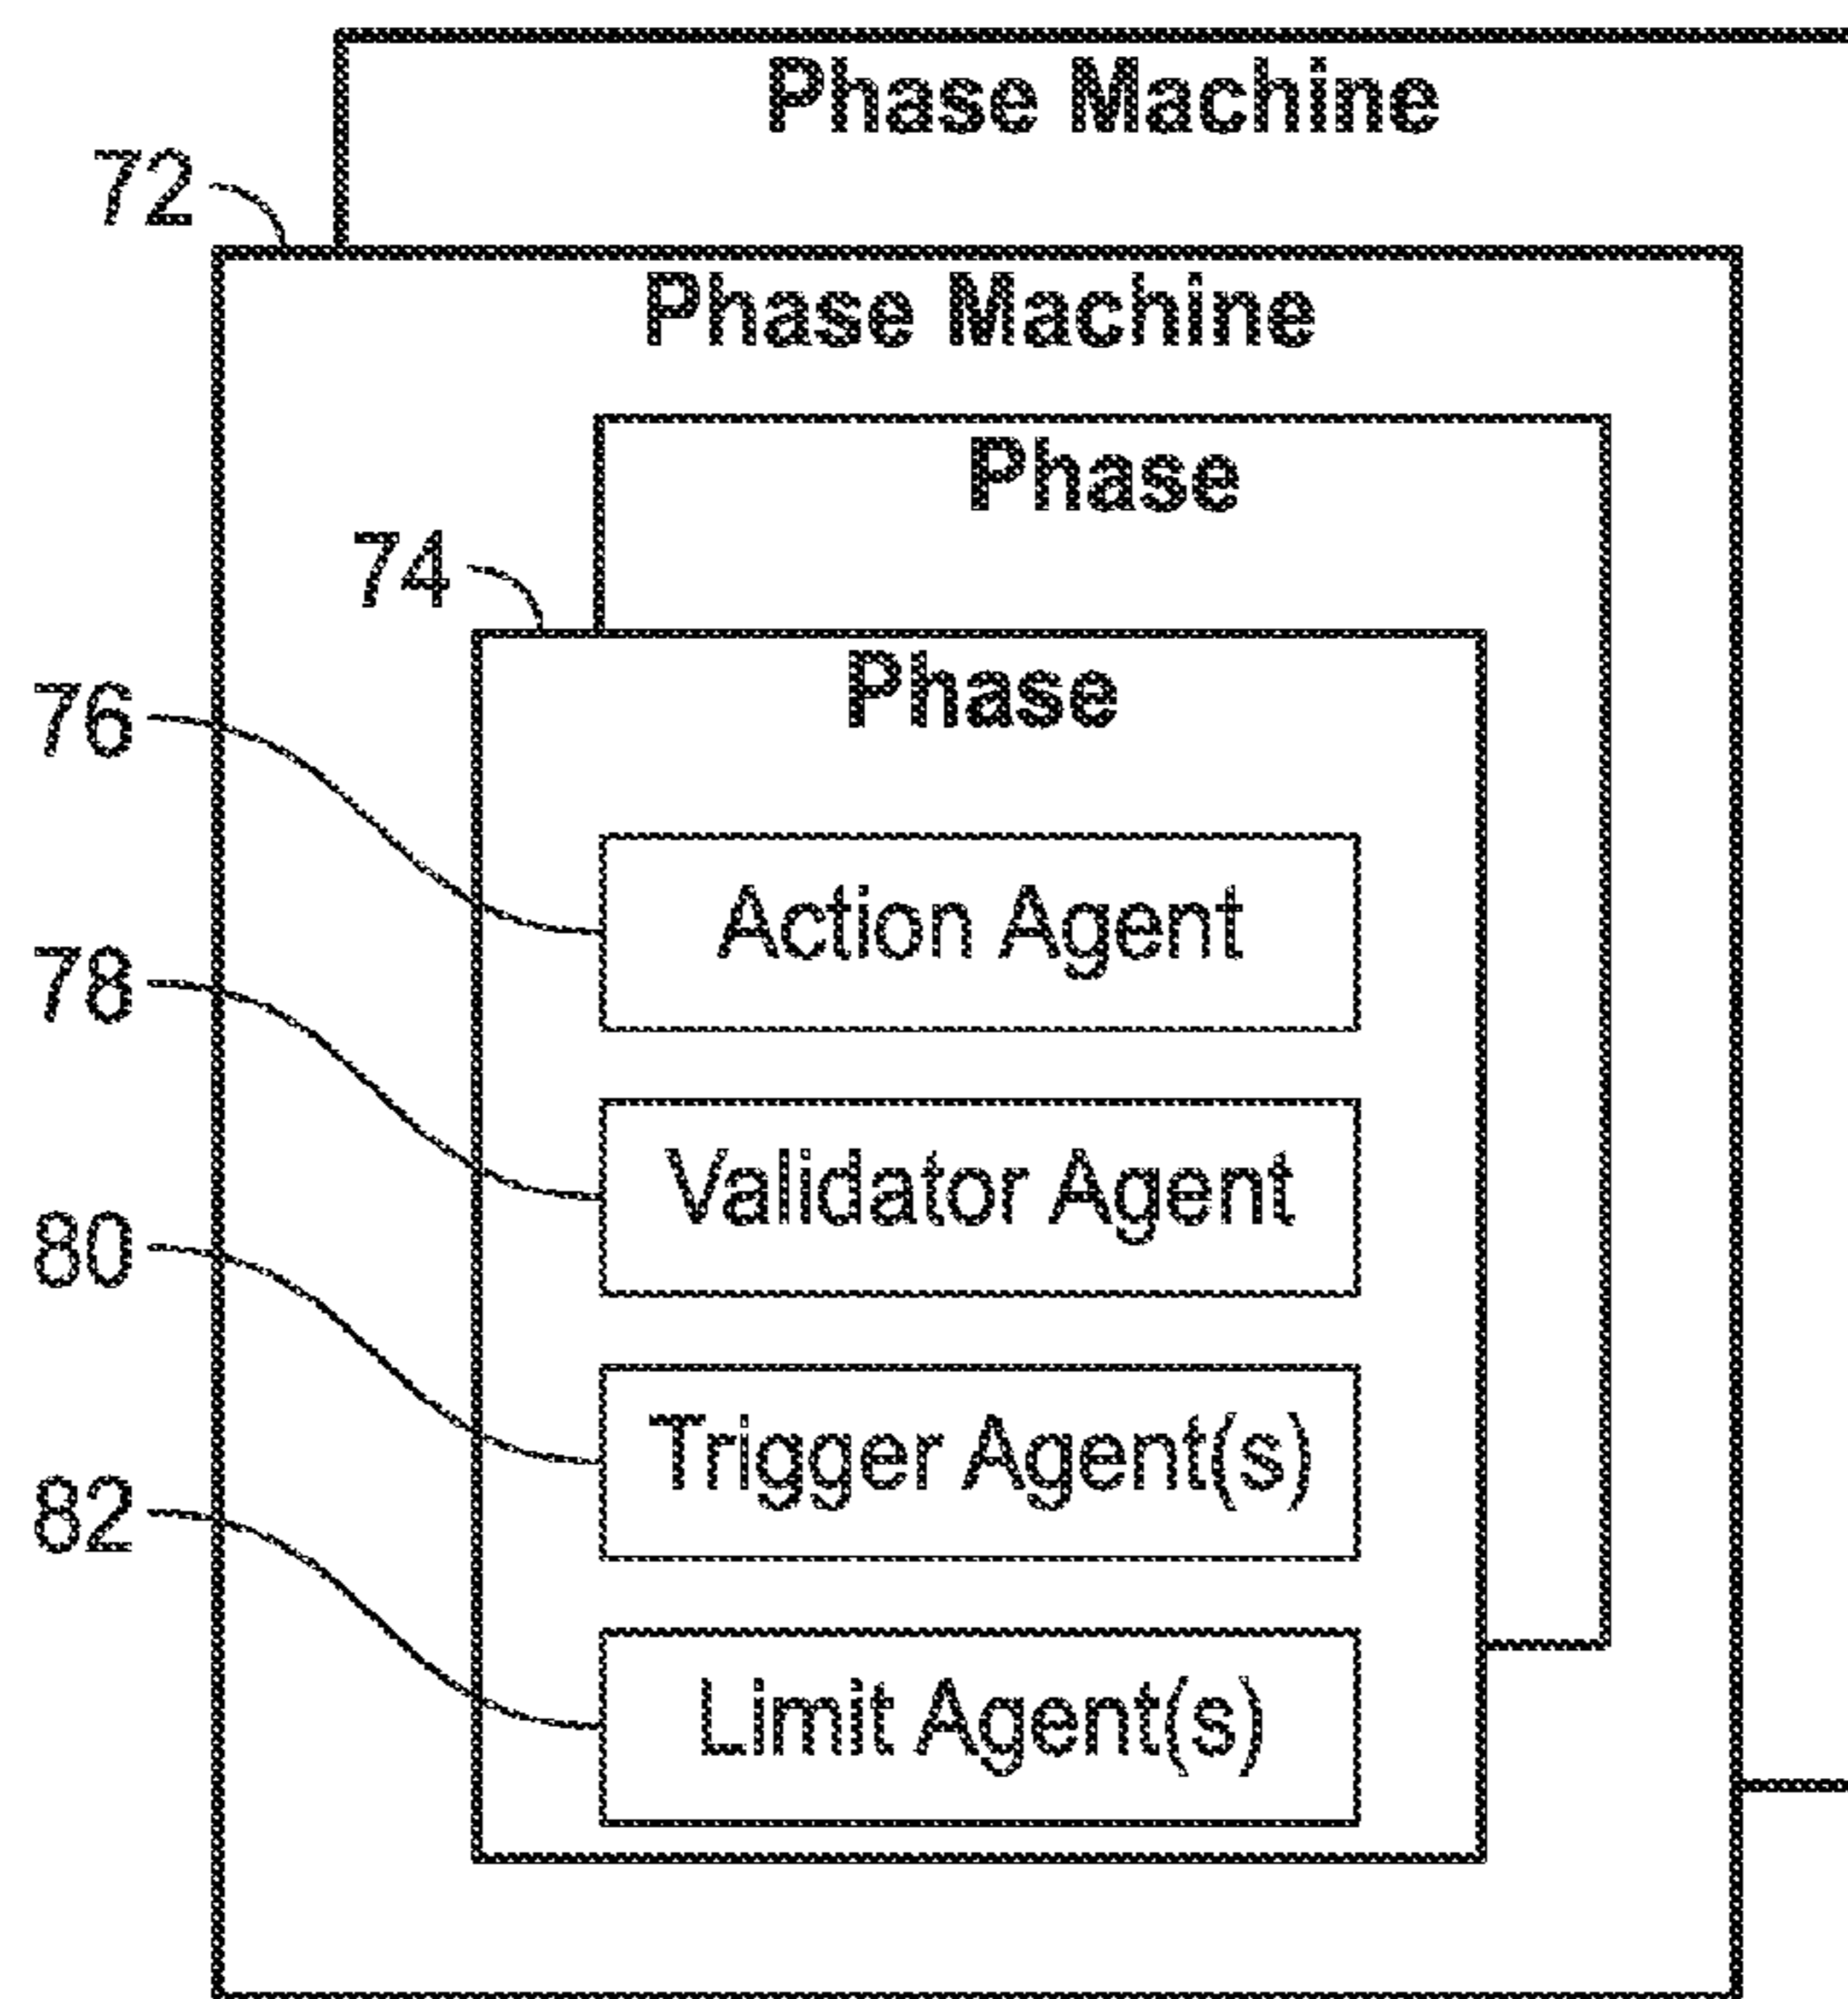 Phase Machine
72
Phase Machine
Phase
74
Phase
76
Action Agent
78
Validator Agent
80
Trigger Agent(s)
82
Limit Agent(s)